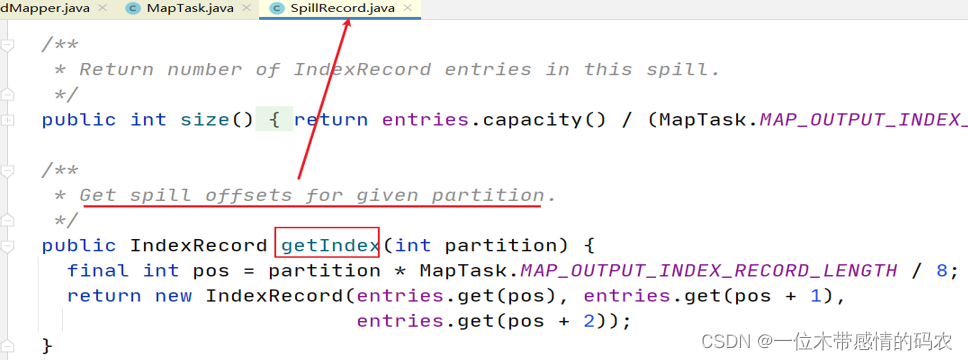 dMapper.java × MapTask.java × SpillRecord.java ×
/**
* Return number of IndexRecord entries in this spill.
*/
public int size() { return entries.capacity() / (MapTask.MAP_OUTPUT_INDEX_
/**
* Get spill offsets for given partition.
*/
public IndexRecord getIndex(int partition) {
final int pos = partition * MapTask.MAP_OUTPUT_INDEX_RECORD_LENGTH / 8;
return new IndexRecord(entries.get(pos), entries.get(pos + 1),
entries.get(pos + 2));
}
CSDN @一位木带感情的码农